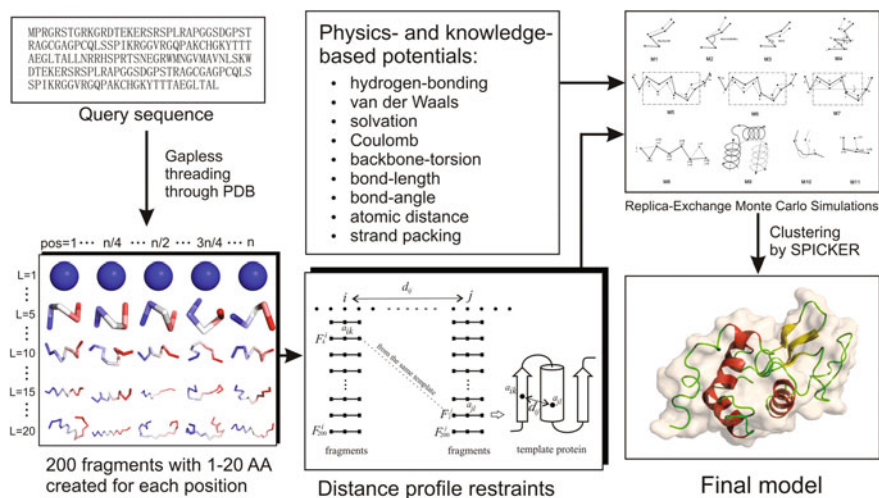 MPRGRSTGRKGRDTEKERSRSPLRAPGGSDGPST
RAGCGAGPCQLSSPIKRGGVRGQPAKCHGKYTTT
AEGLTALLNRRHSPRTSNEGRWMNGVMAVNLSKW
DTEKERSRSPLRAPGGSDGPSTRAGCGAGPCQLS
SPIKRGGVRGQPAKCHGKYTTTAEGLTAL
Query sequence
Gapless
threading
through PDB
pos=1 ··· n/4 ··· n/2 ··· 3n/4 ··· n
L=1
L=5
L=10
L=15
L=20
200 fragments with 1-20 AA
created for each position
Physics- and knowledge-
based potentials:
• hydrogen-bonding
• van der Waals
• solvation
• Coulomb
• backbone-torsion
• bond-length
• bond-angle
• atomic distance
• strand packing
i d_ij j
from the same template
fragments fragments template protein
Distance profile restraints
M1 M2 M3 M4
M5 M6 M7
M8 M9 M10 M11
Replica-Exchange Monte Carlo Simulations
Clustering
by SPICKER
Final model